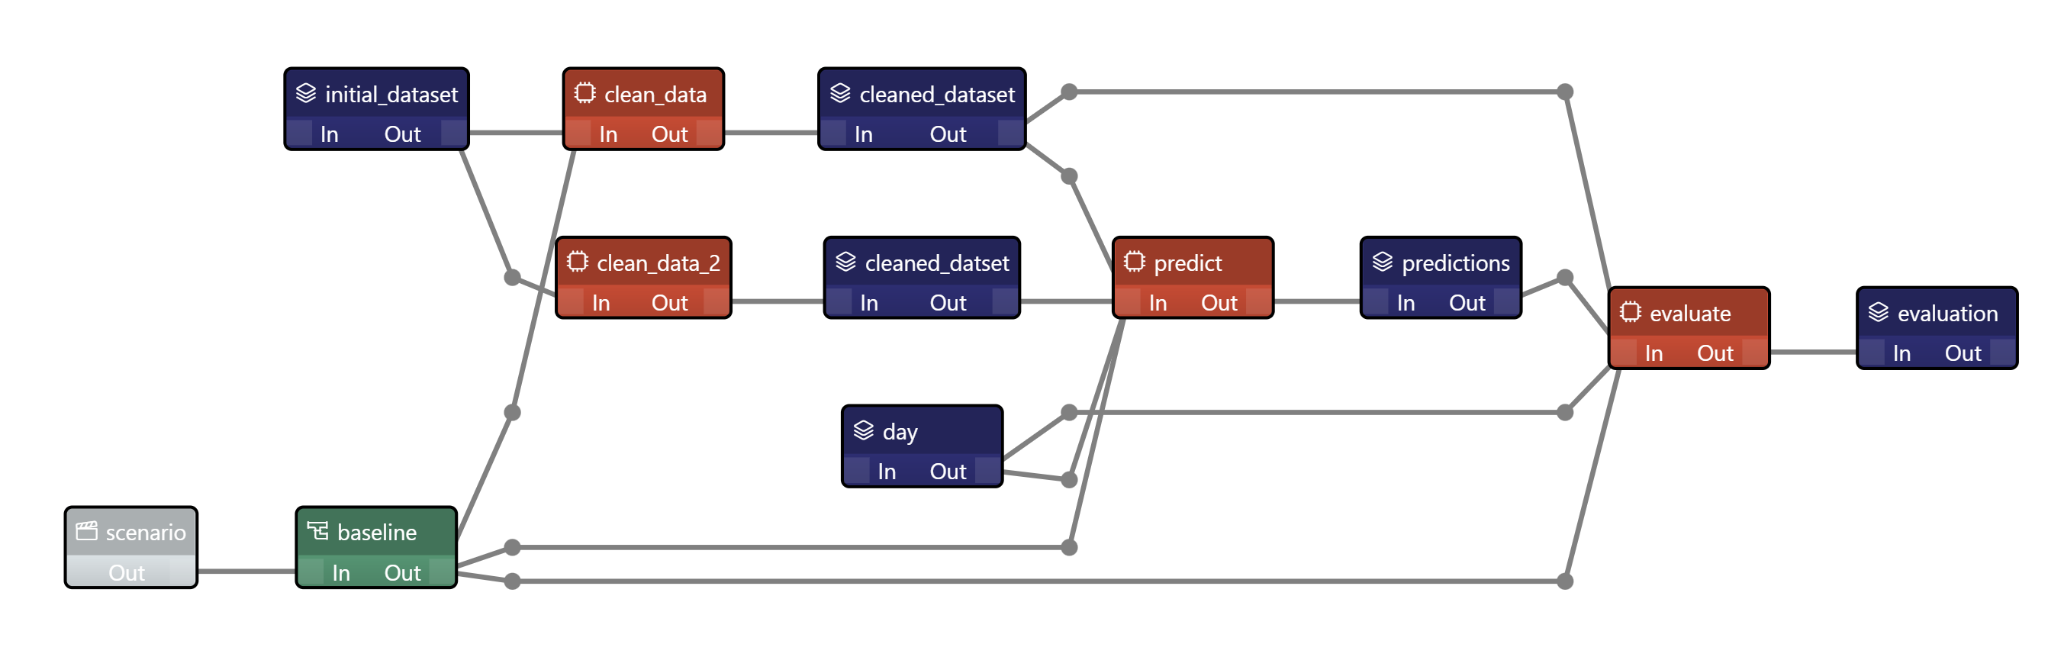 initial_dataset
In Out
clean_data
In Out
cleaned_dataset
In Out
clean_data_2
In Out
cleaned_datset
In Out
predict
In Out
predictions
In Out
evaluate
In Out
evaluation
In Out
day
In Out
scenario
Out
baseline
In Out